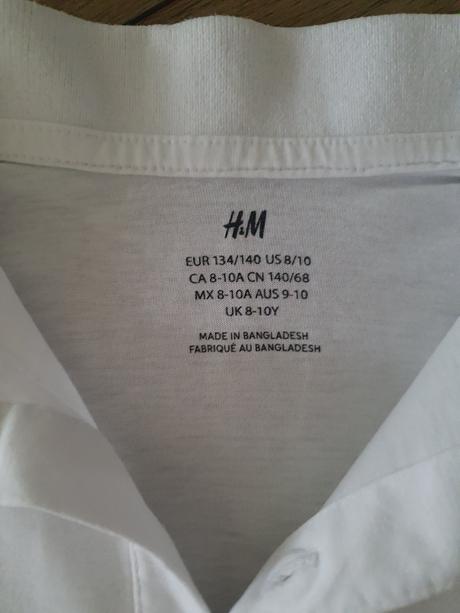 H&M
EUR 134/140 US 8/10
CA 8-10A CN 140/68
MX 8-10A AUS 9-10
UK 8-10Y
MADE IN BANGLADESH
FABRIQUÉ AU BANGLADESH